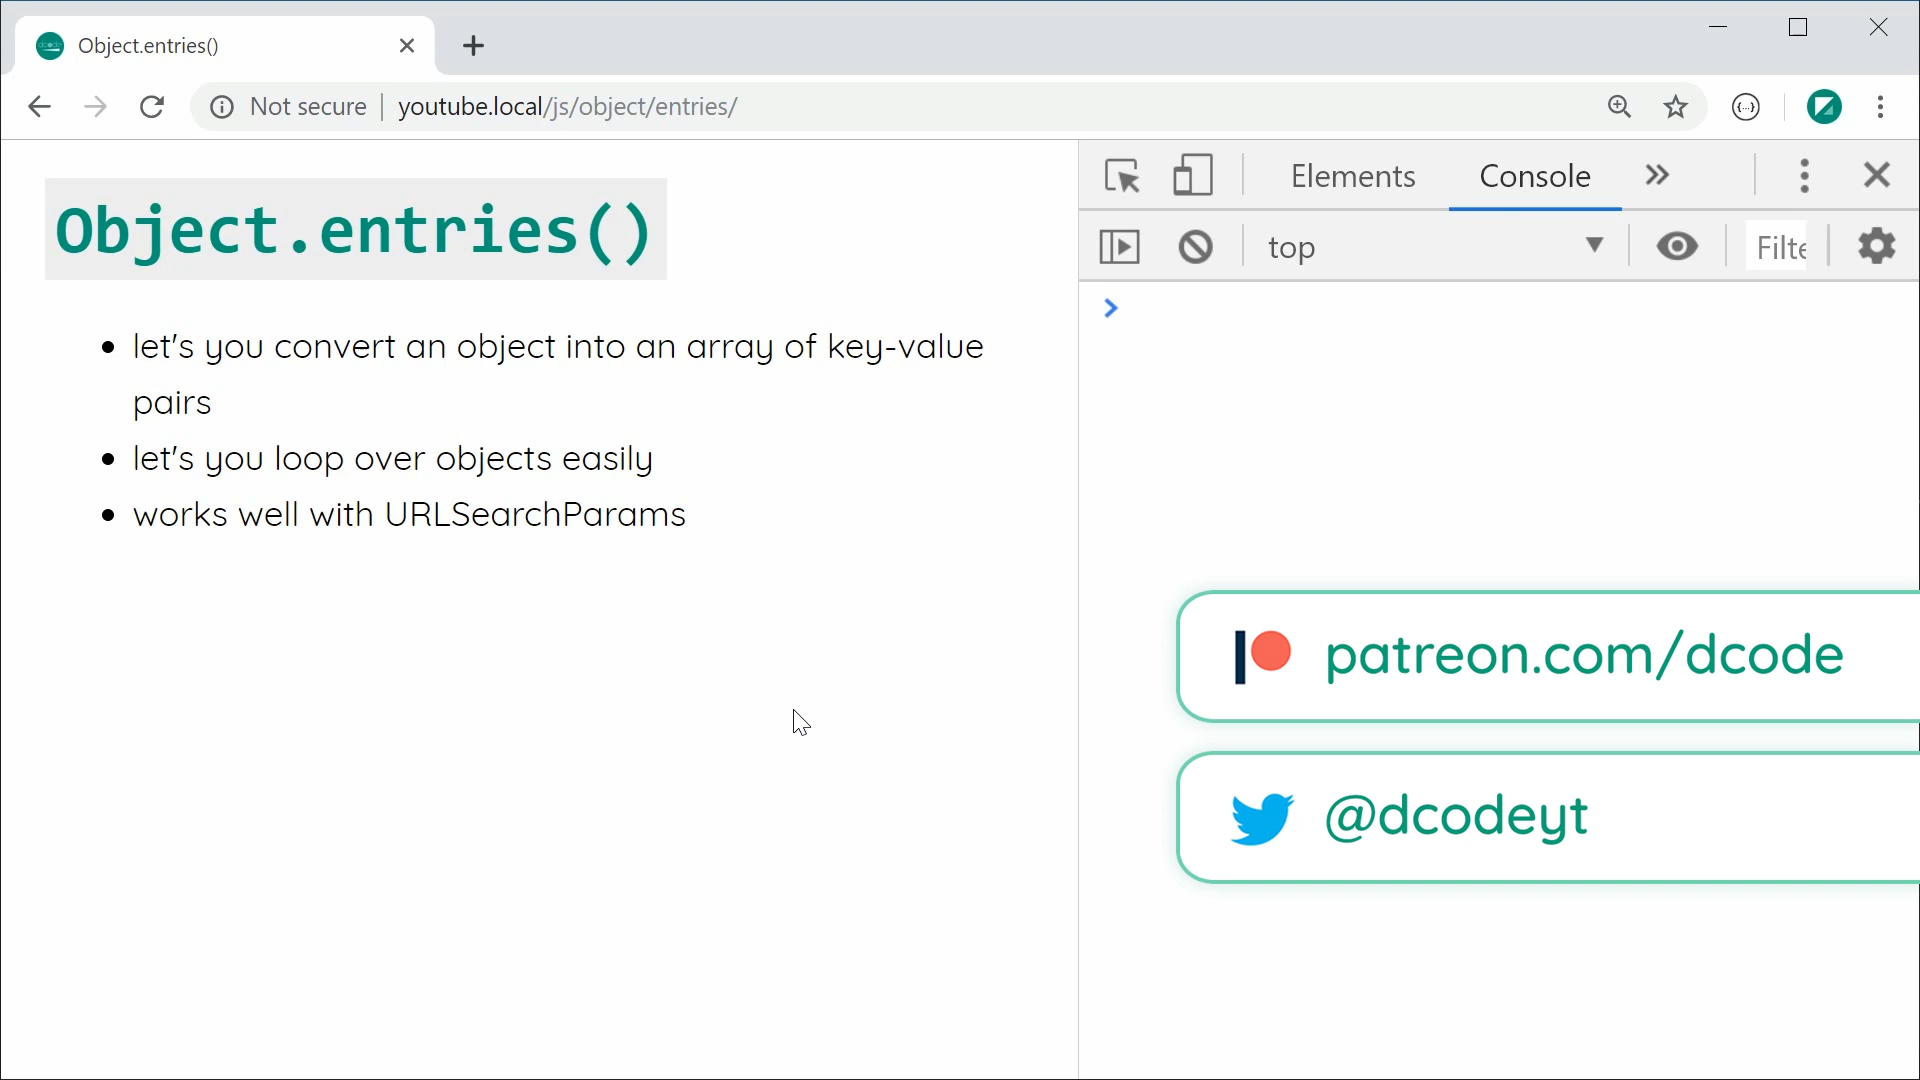 Object.entries()
Not secure youtube.local/js/object/entries/
Object.entries()
let's you convert an object into an array of key-value
pairs
let's you loop over objects easily
works well with URLSearchParams
Elements Console
top Filte
patreon.com/dcode
@dcodeyt